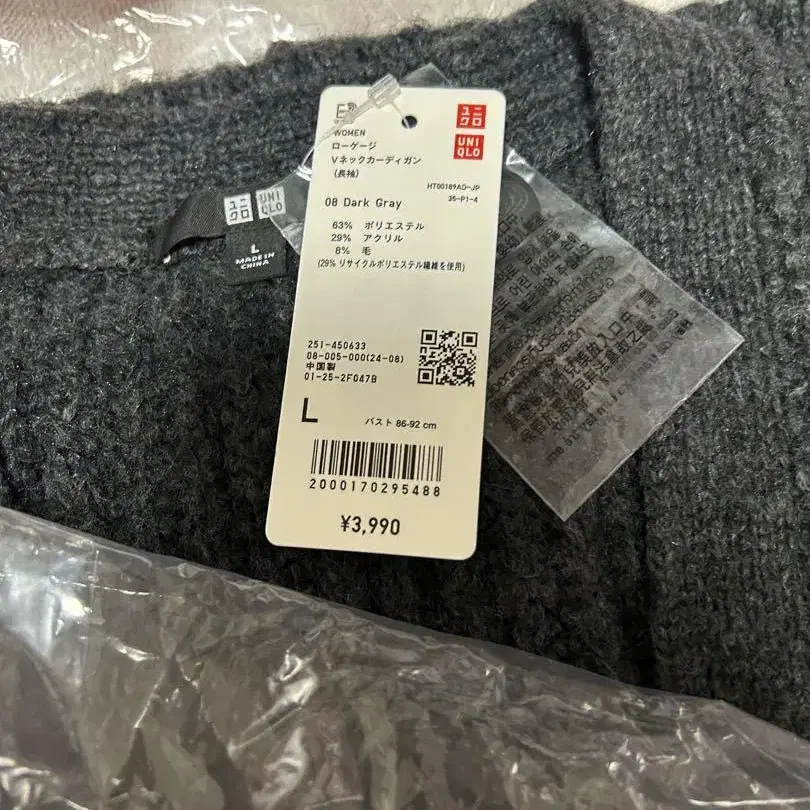 WOMEN
ローゲージ
Vネックカーディガン
(長袖)
ユニ
クロ
UNI
QLO
HT00189AD-JP
35-P1-4
08 Dark Gray
63% ポリエステル
29% アクリル
8% 毛
(29% リサイクルポリエステル繊維を使用)
251-450633
08-005-000(24-08)
中国製
01-25-2F047B
L
バスト 86-92 cm
2000170295488
¥3,990
ユニ
クロ
UNI
QLO
L
MADE IN
CHINA